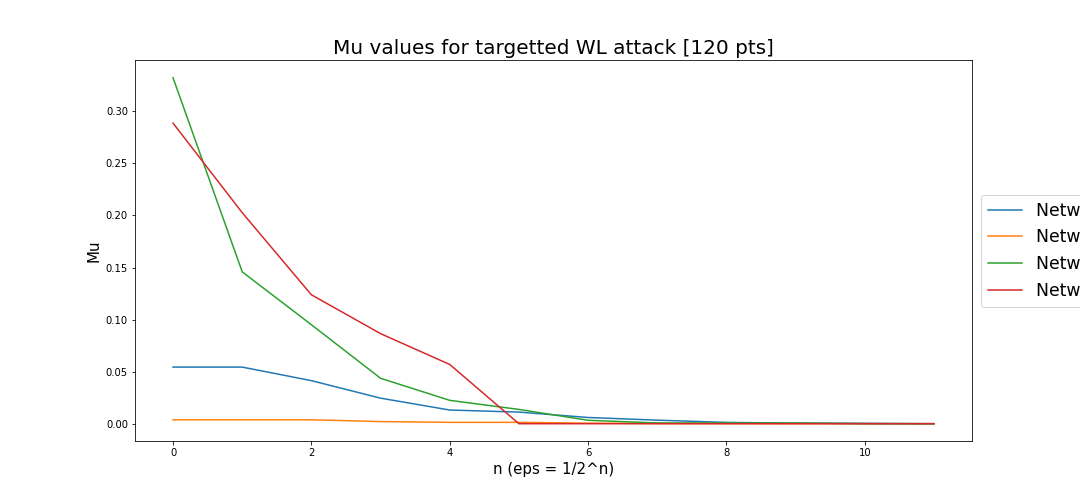 Mu values for targetted WL attack [120 pts]
0.30
0.25
0.20
0.15
0.10
0.05
0.00
Mu
0 2 4 6 8 10
n (eps = 1/2^n)
Netw
Netw
Netw
Netw